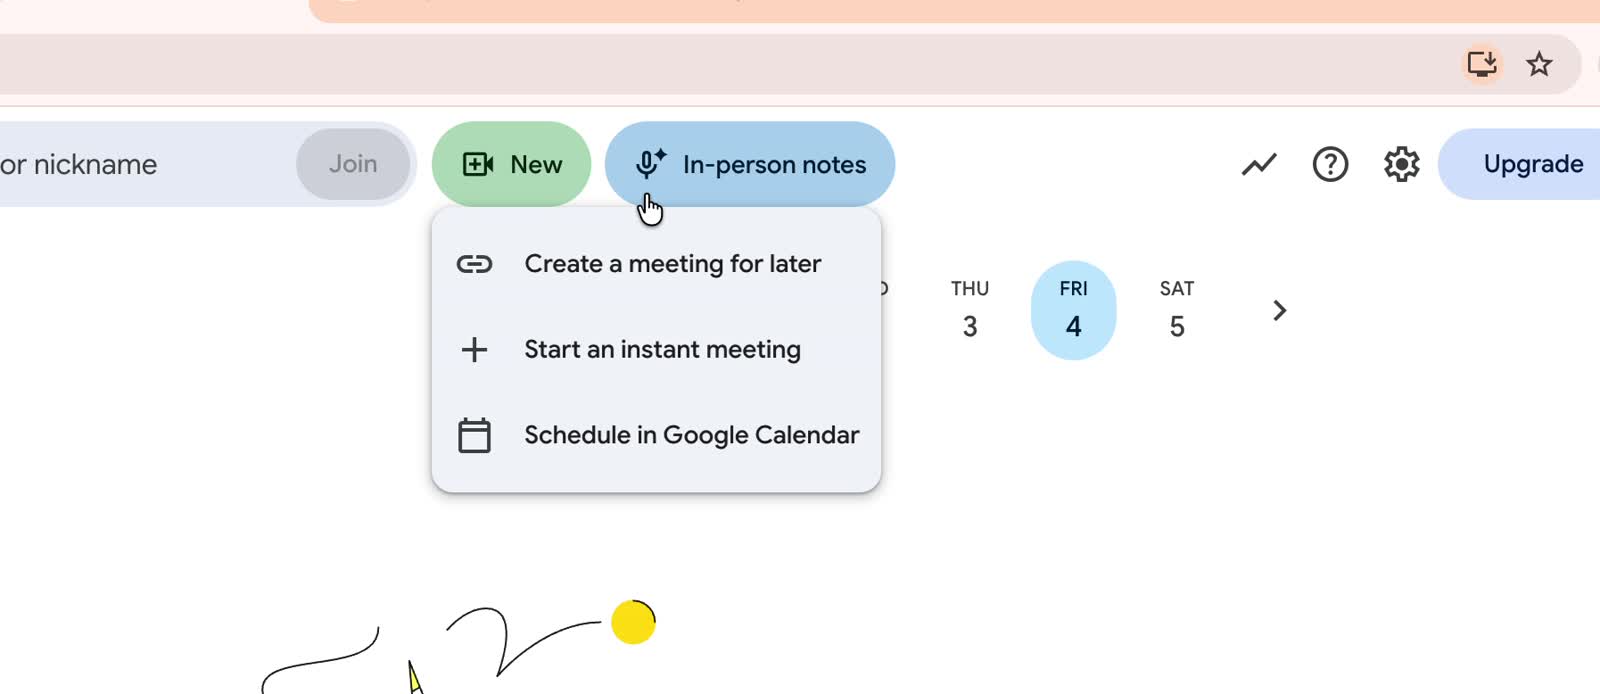 or nickname
Join
New
In-person notes
Upgrade
Create a meeting for later
Start an instant meeting
Schedule in Google Calendar
THU
3
FRI
4
SAT
5